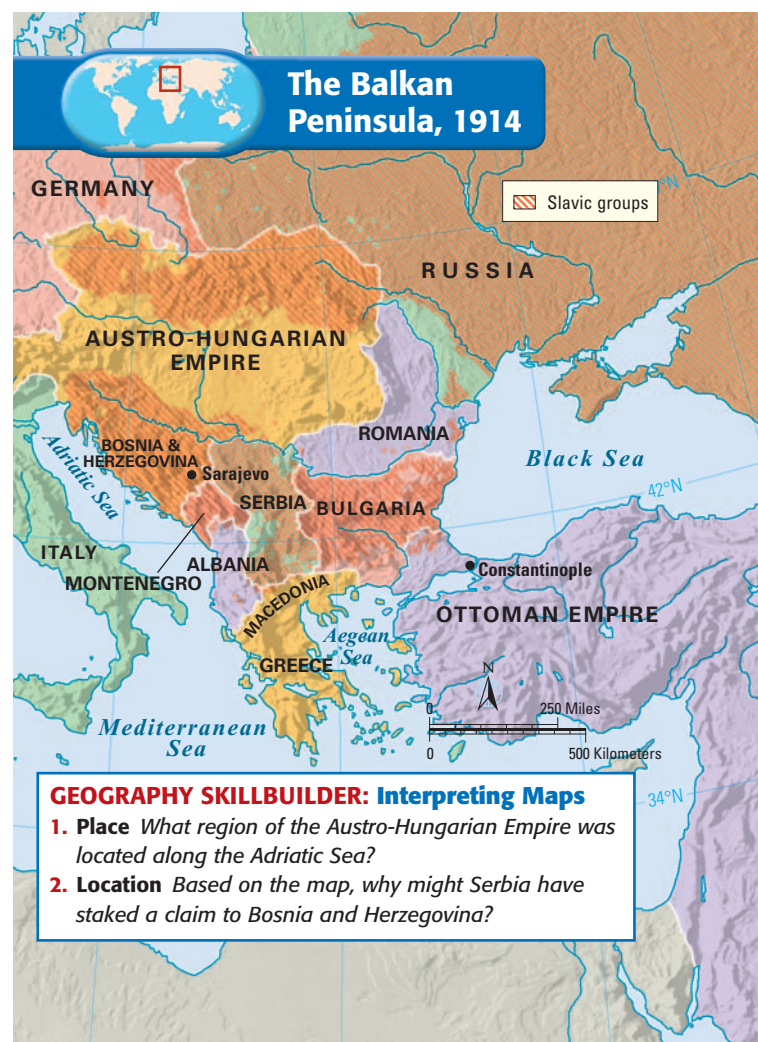 The Balkan
Peninsula, 1914
GERMANY
°N
Slavic groups
RUSSIA
AUSTRO-HUNGARIAN
EMPIRE
ROMANIA
Black Sea
Adriatic Sea
BOSNIA &
HERZEGOVINA
Sarajevo
42°N
SERBIA
BULGARIA
ITALY
MONTENEGRO
ALBANIA
Constantinople
MACEDONIA
OTTOMAN EMPIRE
Aegean
Sea
GREECE
N
0 250 Miles
0 500 Kilometers
Mediterranean
Sea
34°N
GEOGRAPHY SKILLBUILDER: Interpreting Maps
1. Place What region of the Austro-Hungarian Empire was
located along the Adriatic Sea?
2. Location Based on the map, why might Serbia have
staked a claim to Bosnia and Herzegovina?